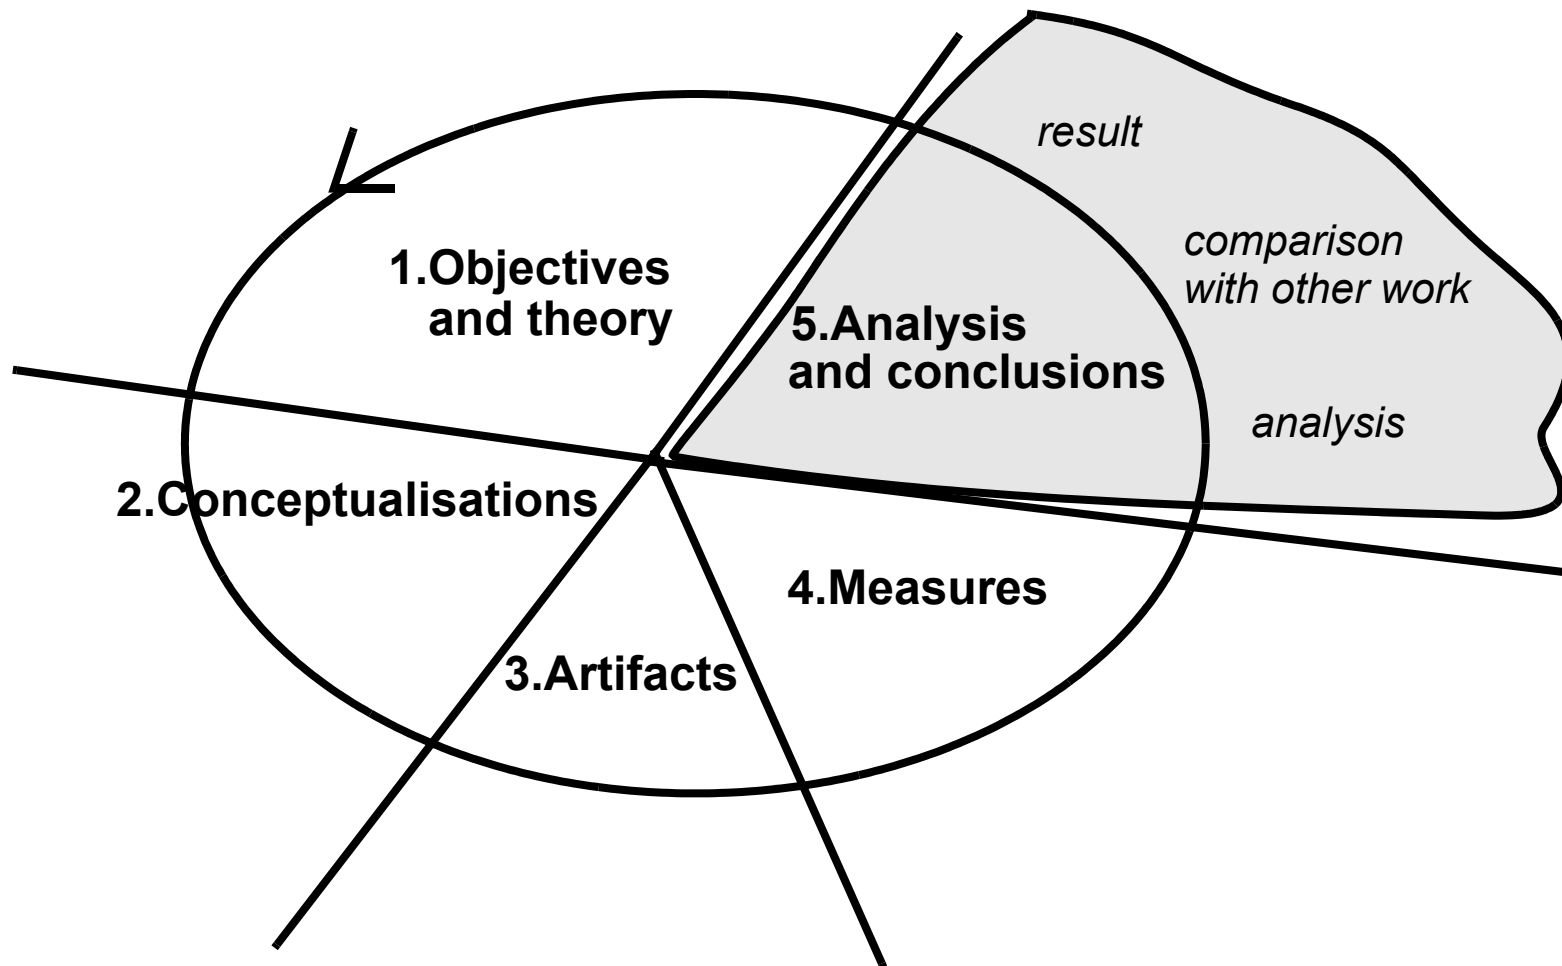 result
comparison
with other work
1.Objectives
and theory
5.Analysis
and conclusions
analysis
2.Conceptualisations
4.Measures
3.Artifacts